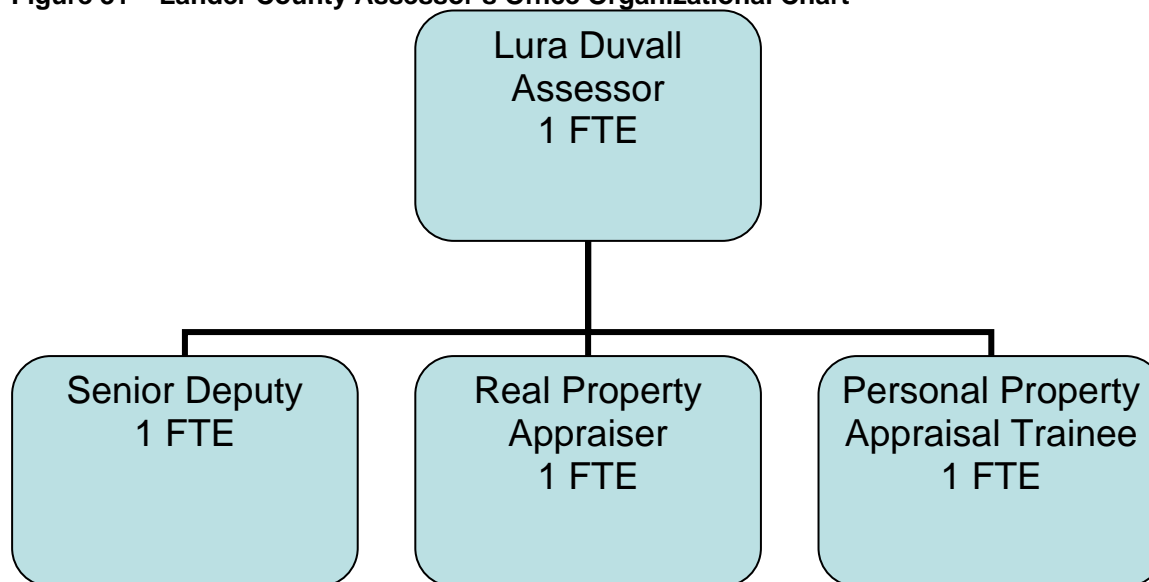 Figure 31 – Lander County Assessor's Office Organizational Chart
Lura Duvall
Assessor
1 FTE
Senior Deputy
1 FTE
Real Property
Appraiser
1 FTE
Personal Property
Appraisal Trainee
1 FTE